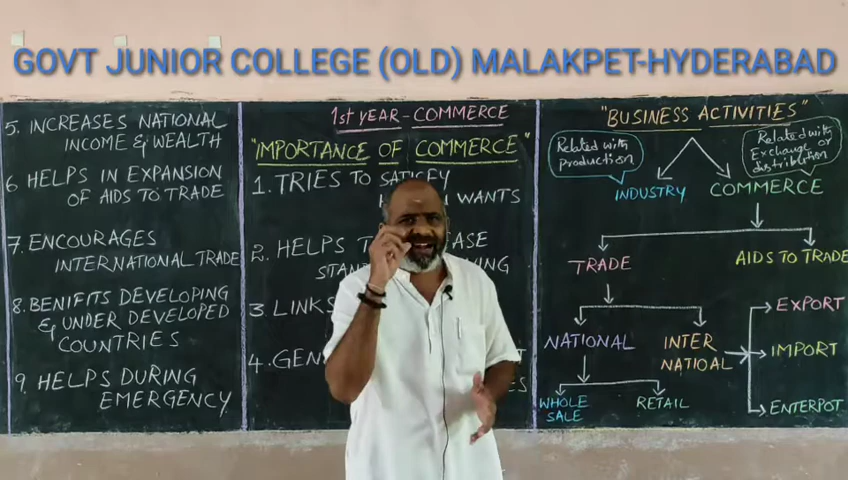 GOVT JUNIOR COLLEGE (OLD) MALAKPET-HYDERABAD
5. INCREASES NATIONAL
INCOME & WEALTH
6 HELPS IN EXPANSION
OF AIDS TO TRADE
7. ENCOURAGES
INTERNATIONAL TRADE
8. BENIFITS DEVELOPING
& UNDER DEVELOPED
COUNTRIES
9 HELPS DURING
EMERGENCY
1st YEAR - COMMERCE
"IMPORTANCE OF COMMERCE"
1. TRIES TO SATISFY
WANTS
2. HELPS
3. LINKS
4. GEN
"BUSINESS ACTIVITIES"
Related with
production
Related with
Exchange or
distribution
INDUSTRY
COMMERCE
TRADE
AIDS TO TRADE
NATIONAL
INTER
NATIOAL
EXPORT
IMPORT
ENTERPOT
WHOLE
SALE
RETAIL